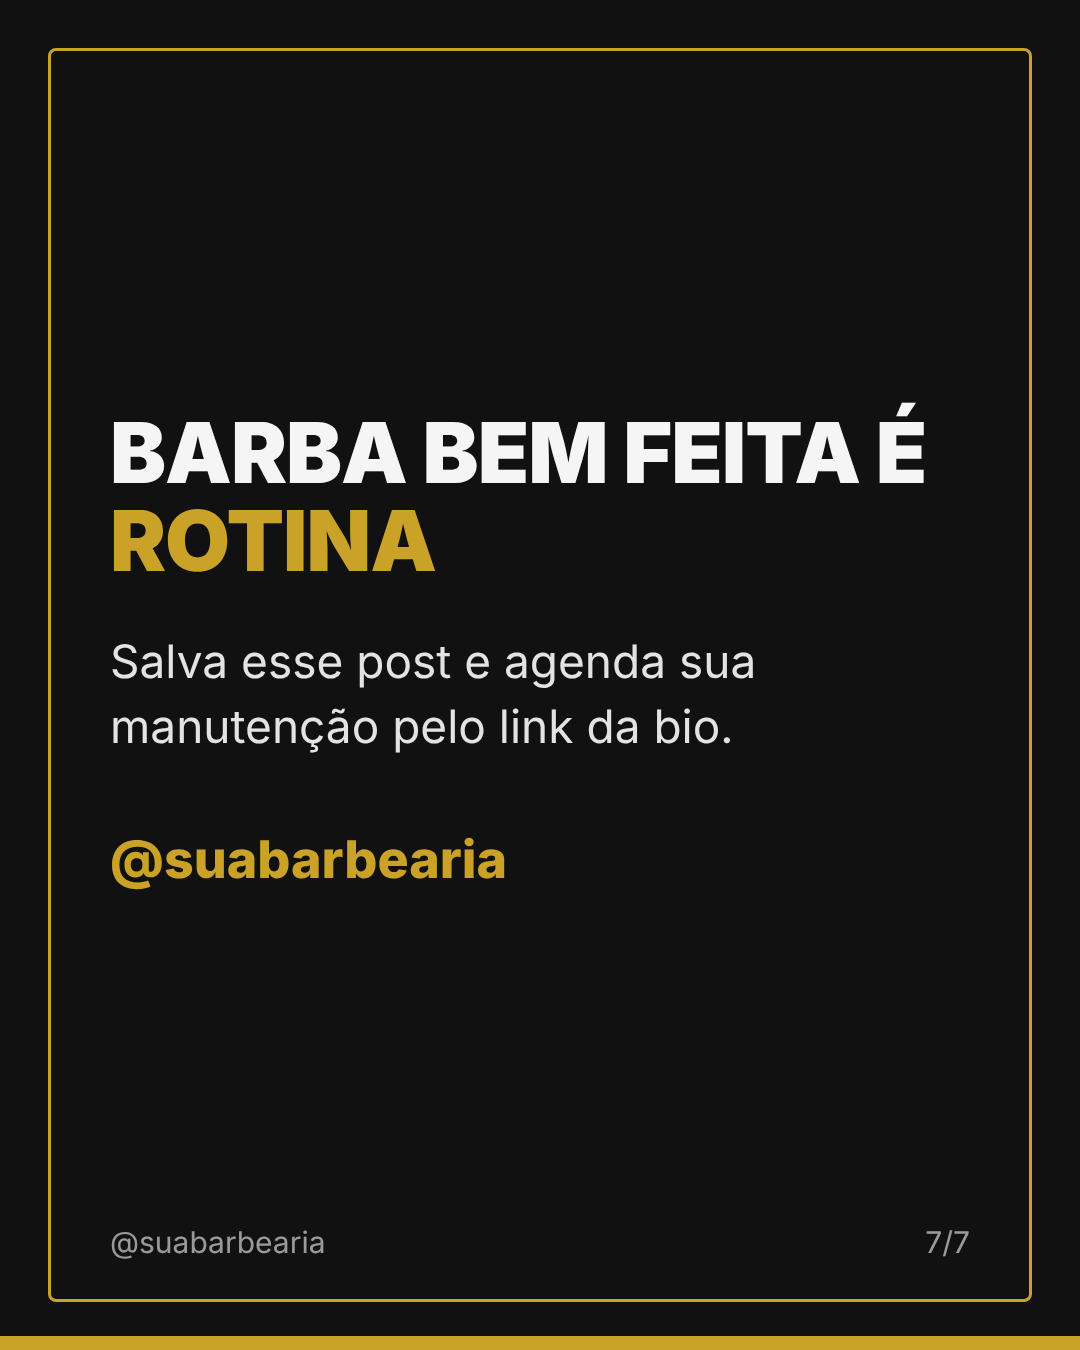 BARBA BEM FEITA É
ROTINA
Salva esse post e agenda sua
manutenção pelo link da bio.
@suabarbearia
@suabarbearia
7/7